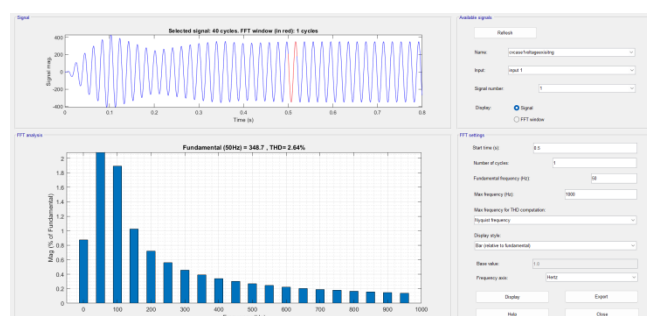 Signal
Selected signal: 40 cycles. FFT window (in red): 1 cycles
400
200
0
-200
-400
Signal mag.
0 0.1 0.2 0.3 0.4 0.5 0.6 0.7 0.8
Time (s)
Available signals
Refresh
Name:
Input:
input 1
Signal number:
1
Display:
Signal
FFT window
FFT analysis
Fundamental (50Hz) = 348.7 , THD= 2.64%
2
1.8
1.6
1.4
1.2
1
0.8
0.6
0.4
0.2
0
Mag (% of Fundamental)
0 100 200 300 400 500 600 700 800 900 1000
FFT settings
Start time (s):
0.5
Number of cycles:
1
Fundamental frequency (Hz):
50
Max frequency (Hz):
1000
Max frequency for THD computation:
Nyquist frequency
Display style:
Bar (relative to fundamental)
Base value:
1.0
Frequency axis:
Hertz
Display
Export
Help
Close